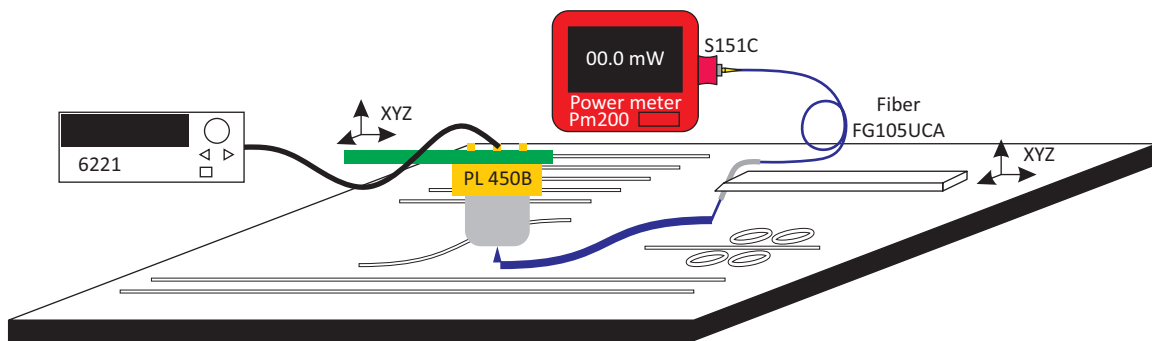 S151C
00.0 mW
Power meter
Pm200
Fiber
FG105UCA
XYZ
6221
XYZ
PL 450B